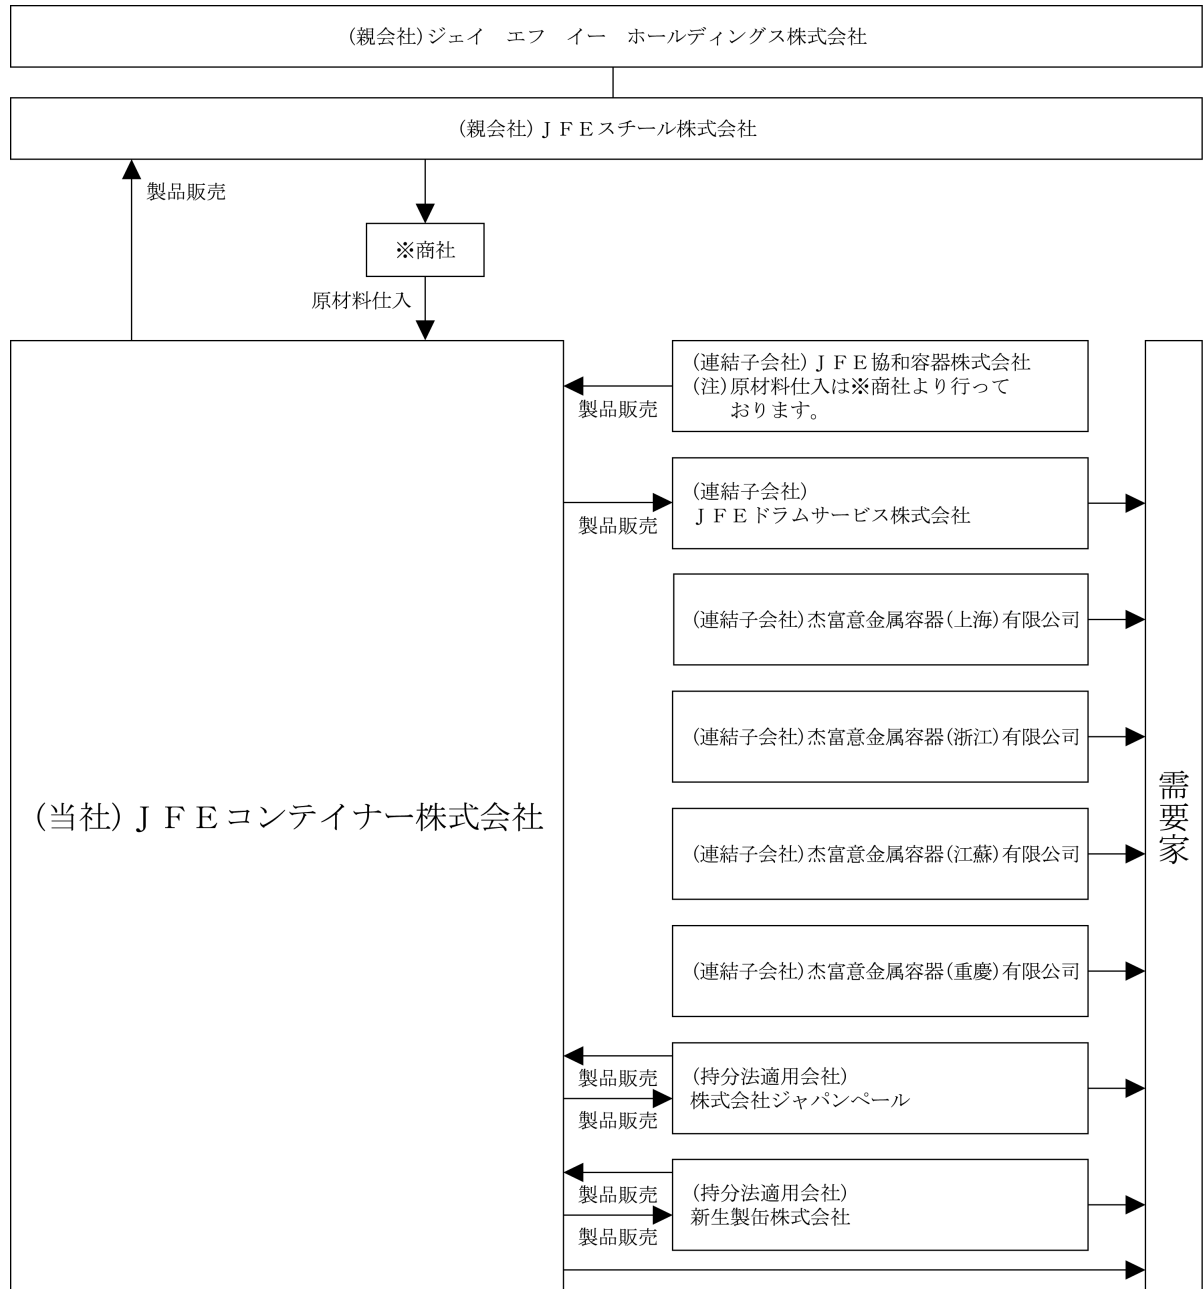 (親会社)ジェイ　エフ　イー　ホールディングス株式会社
(親会社)ＪＦＥスチール株式会社
製品販売
※商社
原材料仕入
(連結子会社)ＪＦＥ協和容器株式会社
(注)原材料仕入は※商社より行って
おります。
製品販売
(連結子会社)
ＪＦＥドラムサービス株式会社
製品販売
(連結子会社)杰富意金属容器(上海)有限公司
(連結子会社)杰富意金属容器(浙江)有限公司
(当社)ＪＦＥコンテイナー株式会社
需要家
(連結子会社)杰富意金属容器(江蘇)有限公司
(連結子会社)杰富意金属容器(重慶)有限公司
製品販売
(持分法適用会社)
株式会社ジャパンペール
製品販売
製品販売
(持分法適用会社)
新生製缶株式会社
製品販売